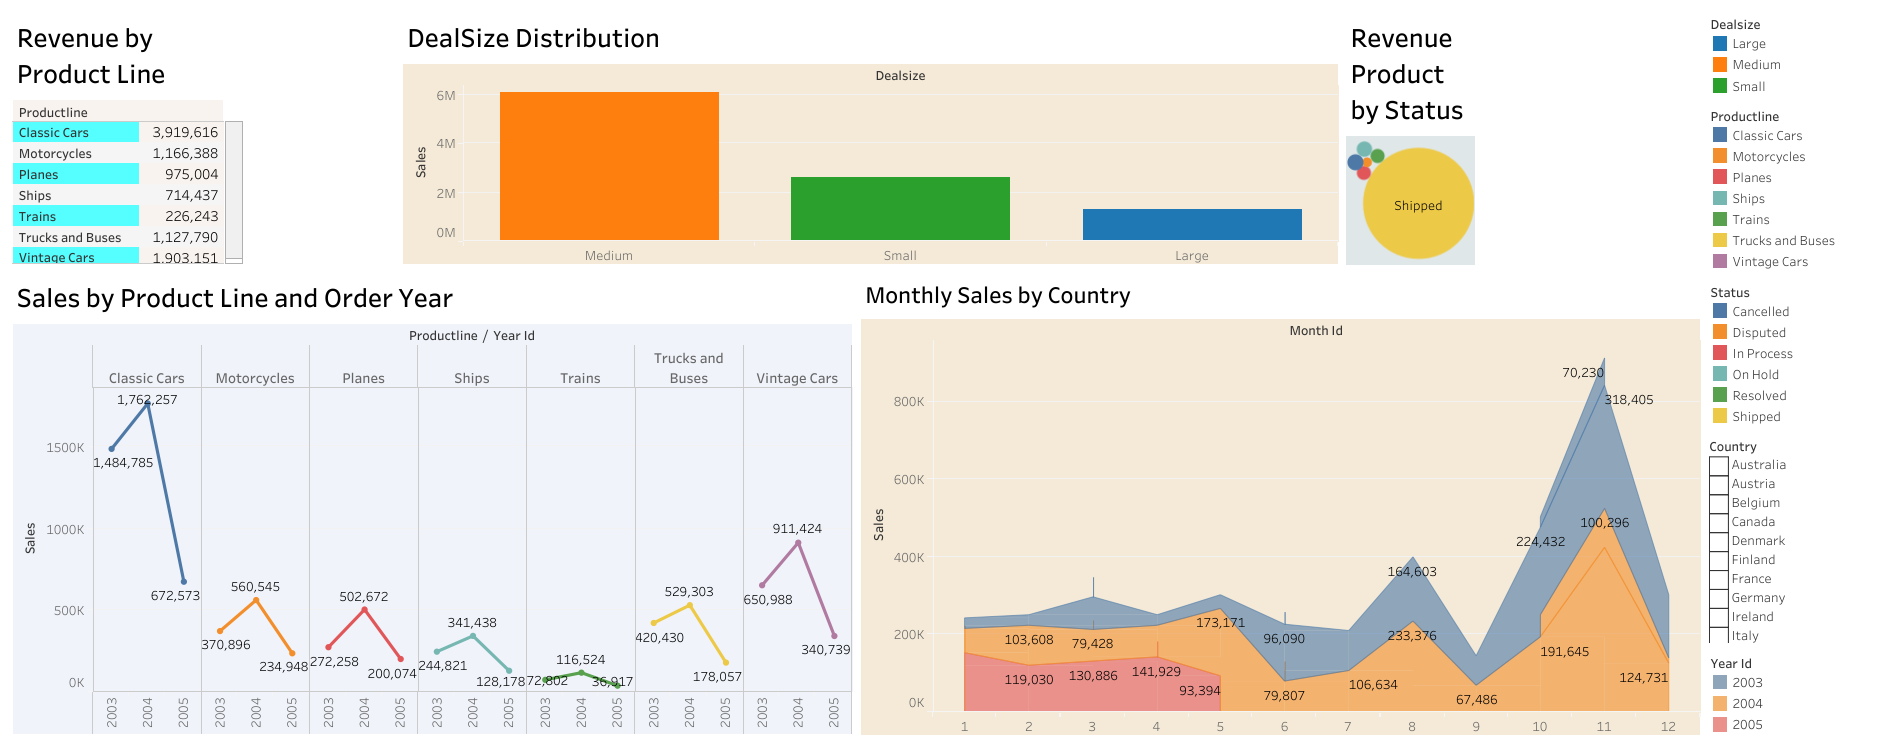 Revenue by
Product Line
Productline
Classic Cars 3,919,616
Motorcycles 1,166,388
Planes 975,004
Ships 714,437
Trains 226,243
Trucks and Buses 1,127,790
Vintage Cars 1,903,151
DealSize Distribution
Dealsize
Sales
6M
4M
2M
0M
Medium Small Large
Revenue
Product
by Status
Shipped
Sales by Product Line and Order Year
Productline / Year Id
Classic Cars Motorcycles Planes Ships Trains Trucks and Buses Vintage Cars
Sales
1500K
1000K
500K
0K
1,762,257
1,484,785
672,573
560,545
370,896
234,948
502,672
272,258
200,074
341,438
244,821
128,178
116,524
72,802
36,917
529,303
420,430
178,057
911,424
650,988
340,739
2003 2004 2005 2003 2004 2005 2003 2004 2005 2003 2004 2005 2003 2004 2005 2003 2004 2005 2003 2004 2005
Monthly Sales by Country
Month Id
Sales
800K
600K
400K
200K
0K
70,230
318,405
100,296
224,432
164,603
173,171
96,090
103,608
79,428
233,376
191,645
119,030
130,886
141,929
93,394
79,807
106,634
67,486
124,731
1 2 3 4 5 6 7 8 9 10 11 12
Dealsize
Large
Medium
Small
Productline
Classic Cars
Motorcycles
Planes
Ships
Trains
Trucks and Buses
Vintage Cars
Status
Cancelled
Disputed
In Process
On Hold
Resolved
Shipped
Country
Australia
Austria
Belgium
Canada
Denmark
Finland
France
Germany
Ireland
Italy
Year Id
2003
2004
2005